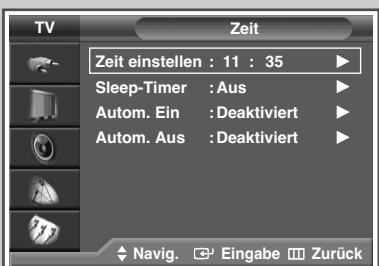 TV Zeit
Zeit einstellen : 11 : 35
Sleep-Timer : Aus
Autom. Ein : Deaktiviert
Autom. Aus : Deaktiviert
Navig. Eingabe Zurück